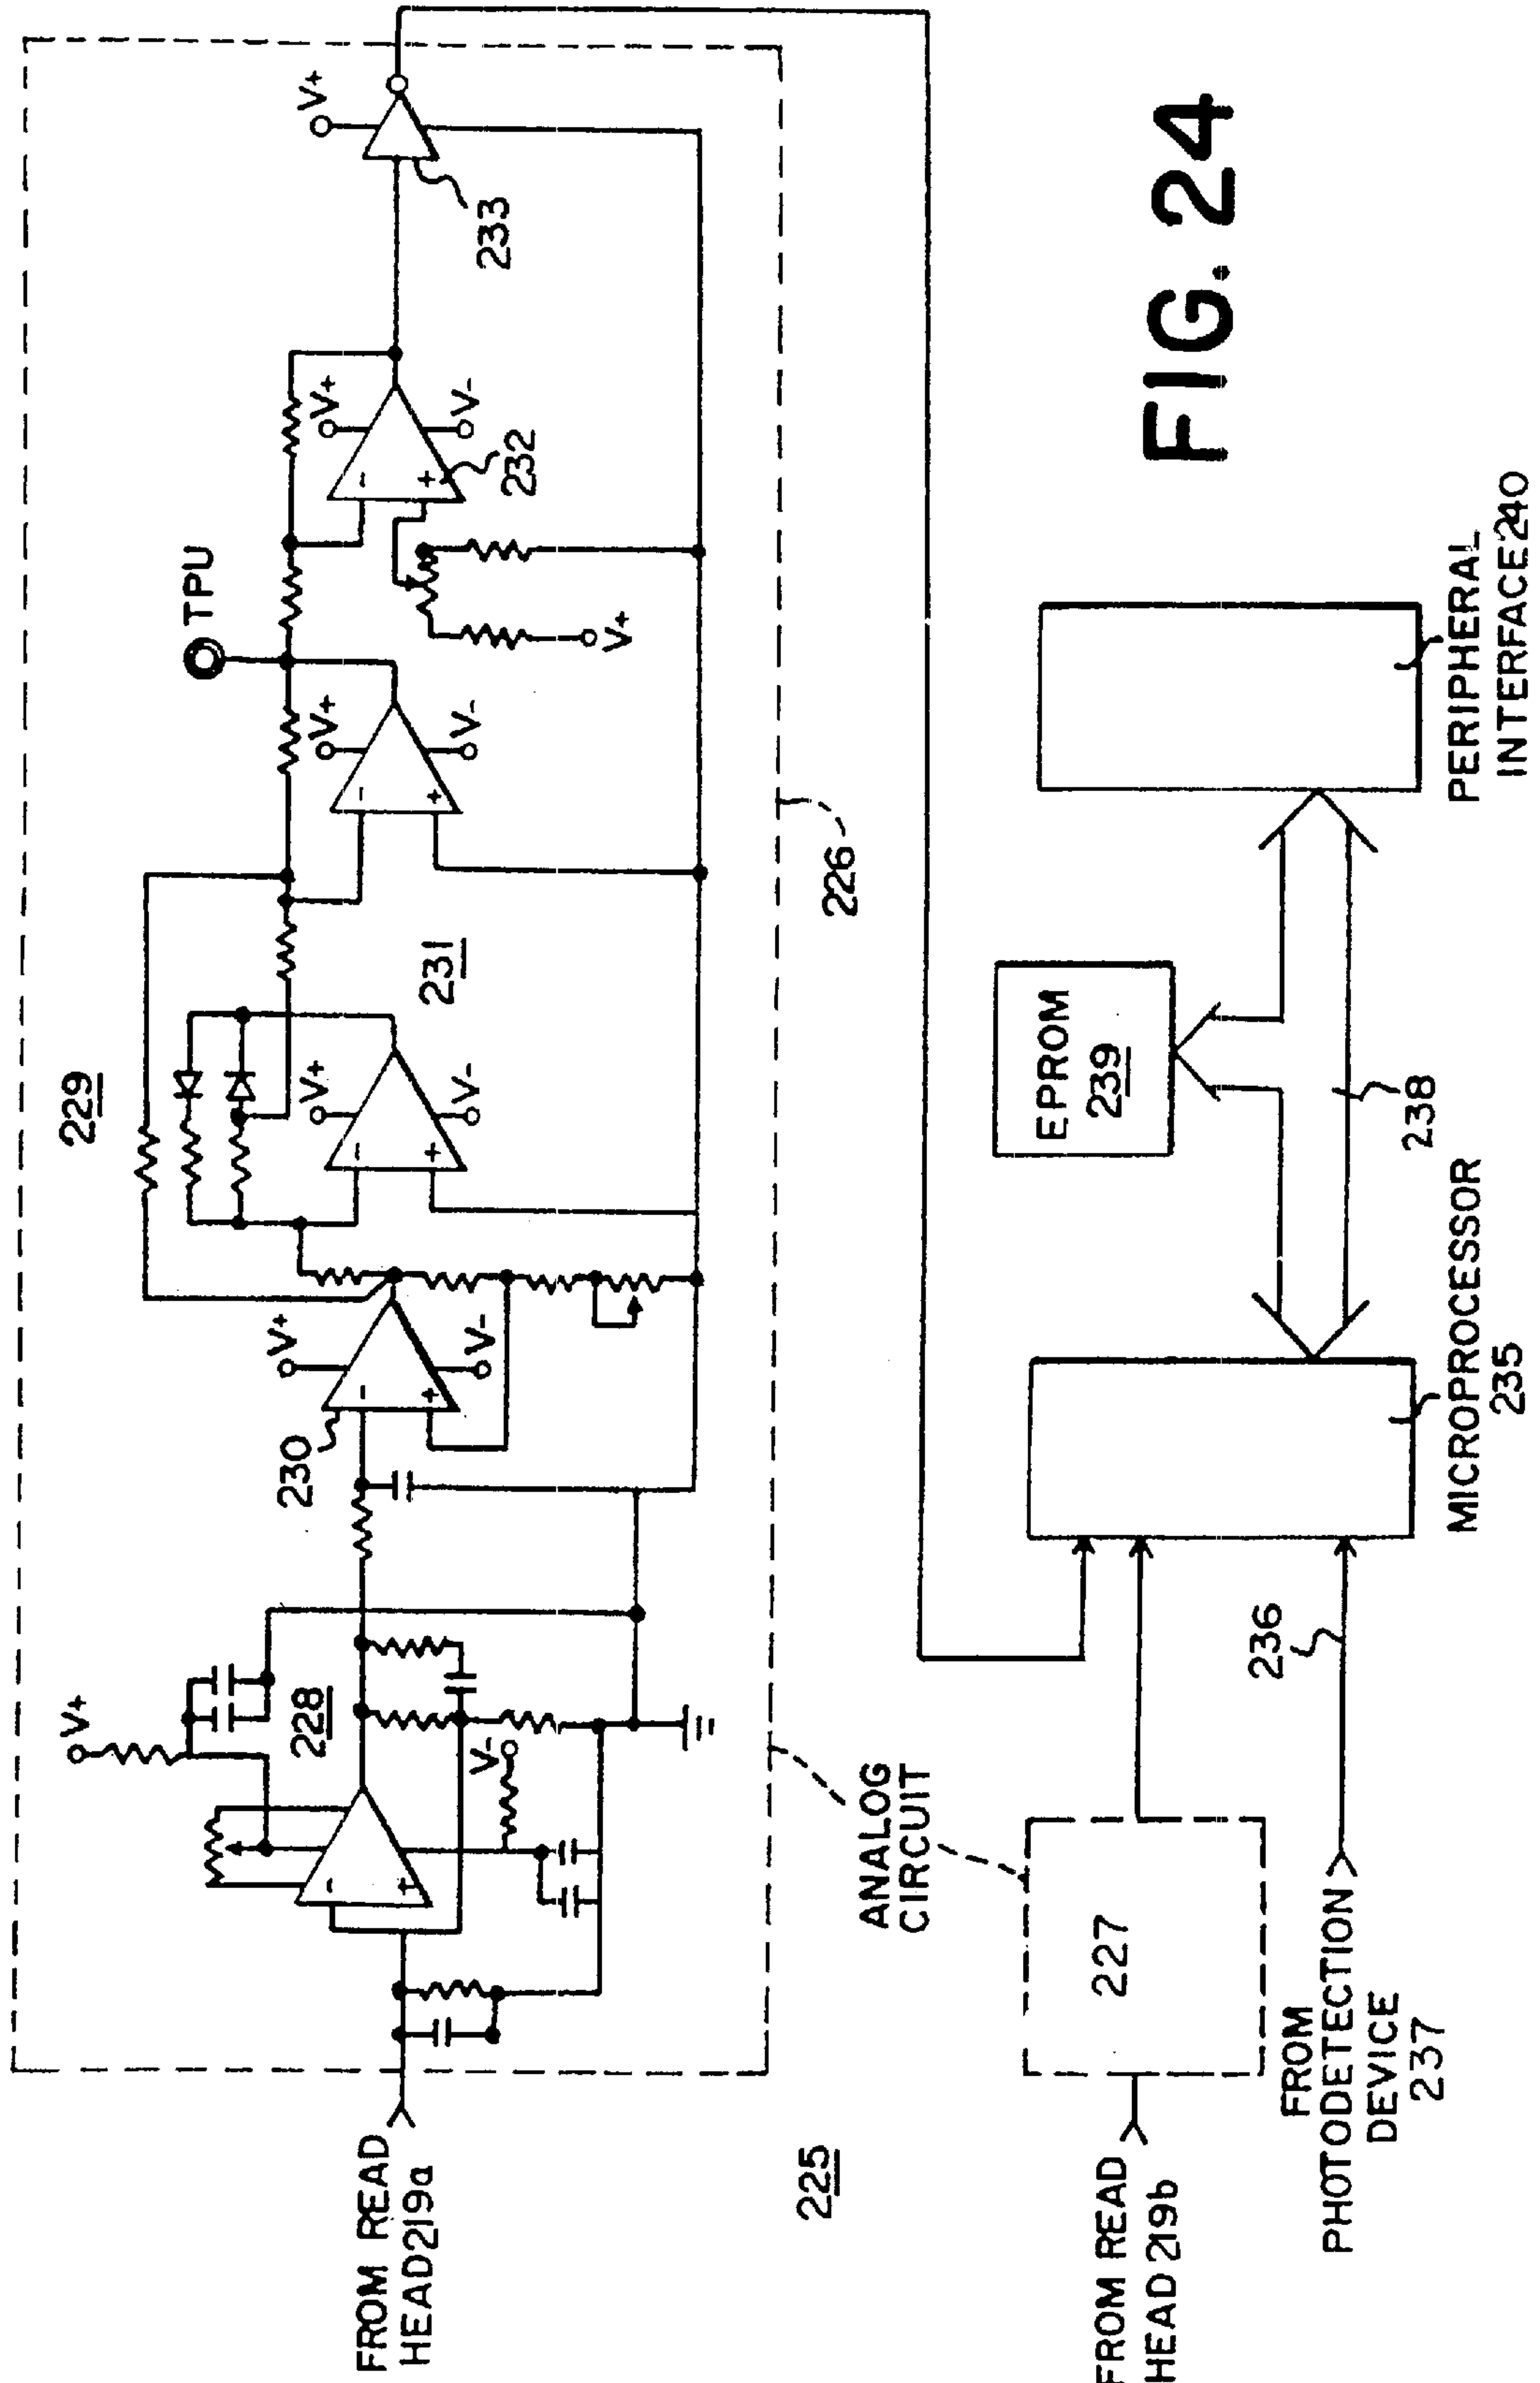 229
V+
228
V-
FROM READ
HEAD 219a
230
V+
V-
V+
V-
231
V+
V-
TPU
V+
V+
V-
232
V+
233
226
225
ANALOG
CIRCUIT
FROM READ
HEAD 219b
227
FROM
PHOTODETECTION
DEVICE
237
236
MICROPROCESSOR
235
EPROM
239
238
PERIPHERAL
INTERFACE 240
FIG. 24
-
+
-
+
-
+
-
+
-
+